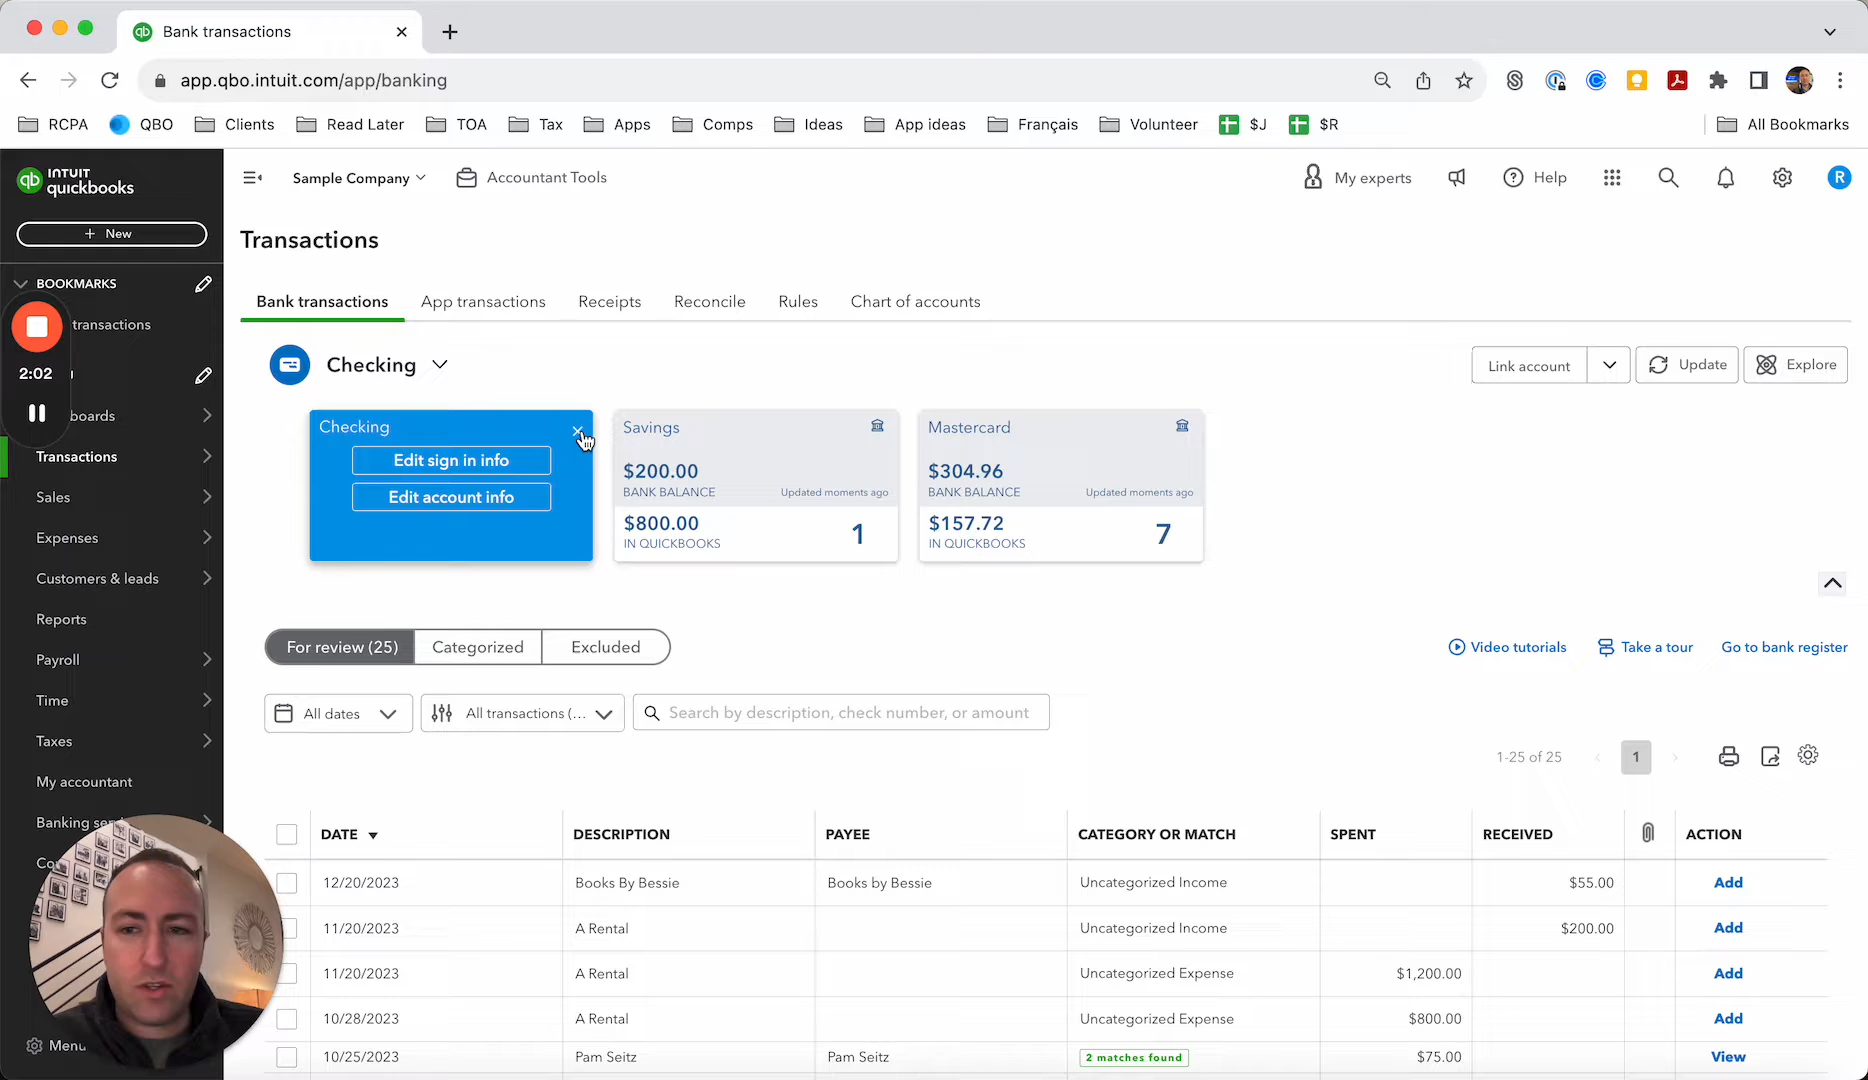 Bank transactions
app.qbo.intuit.com/app/banking
RCPA QBO Clients Read Later TOA Tax Apps Comps Ideas App ideas Français Volunteer $J $R All Bookmarks
INTUIT
quickbooks
Sample Company Accountant Tools My experts Help R
+ New
Transactions
BOOKMARKS
transactions
Bank transactions App transactions Receipts Reconcile Rules Chart of accounts
2:02
Checking Link account Update Explore
boards
Transactions
Sales
Expenses
Customers & leads
Reports
Payroll
Time
Taxes
My accountant
Banking
Menu
Checking
Edit sign in info
Edit account info
Savings
$200.00
BANK BALANCE Updated moments ago
$800.00 1
IN QUICKBOOKS
Mastercard
$304.96
BANK BALANCE Updated moments ago
$157.72 7
IN QUICKBOOKS
For review (25) Categorized Excluded Video tutorials Take a tour Go to bank register
All dates All transactions (... Search by description, check number, or amount
1-25 of 25 1
DATE DESCRIPTION PAYEE CATEGORY OR MATCH SPENT RECEIVED ACTION
12/20/2023 Books By Bessie Books by Bessie Uncategorized Income $55.00 Add
11/20/2023 A Rental Uncategorized Income $200.00 Add
11/20/2023 A Rental Uncategorized Expense $1,200.00 Add
10/28/2023 A Rental Uncategorized Expense $800.00 Add
10/25/2023 Pam Seitz Pam Seitz 2 matches found $75.00 View